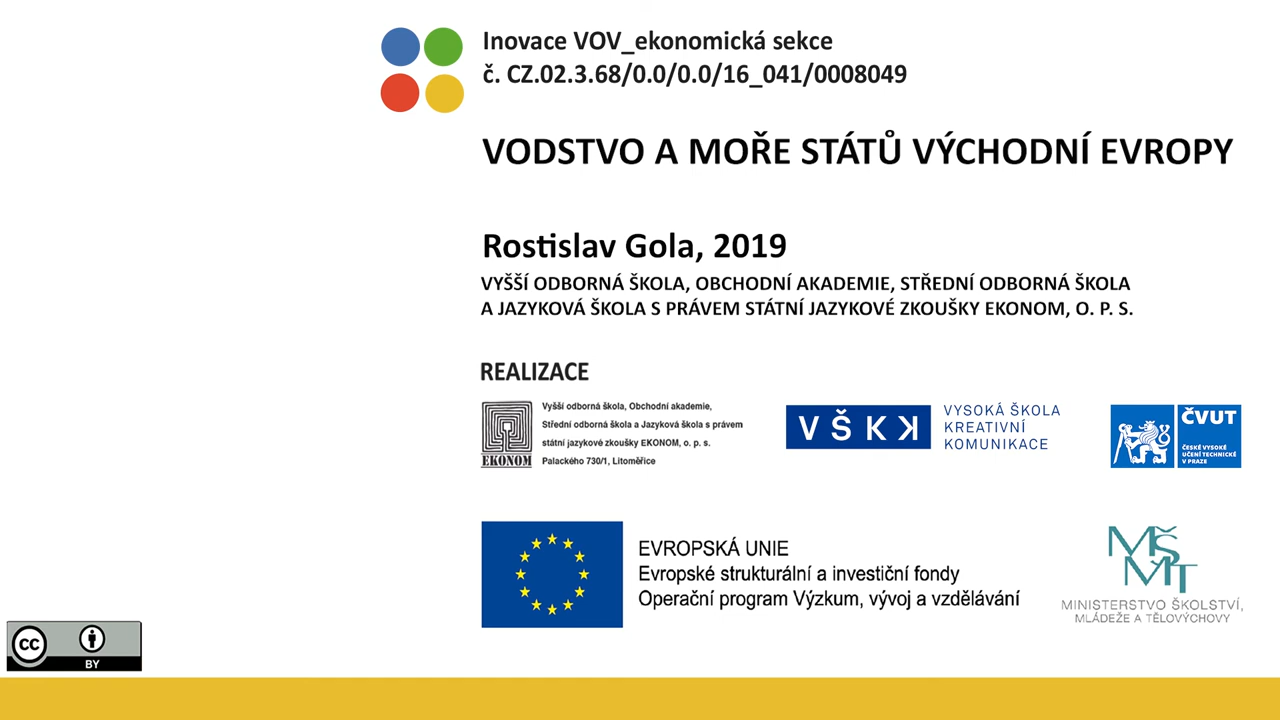 Inovace VOV_ekonomická sekce
č. CZ.02.3.68/0.0/0.0/16_041/0008049
VODSTVO A MOŘE STÁTŮ VÝCHODNÍ EVROPY
Rostislav Gola, 2019
VYŠŠÍ ODBORNÁ ŠKOLA, OBCHODNÍ AKADEMIE, STŘEDNÍ ODBORNÁ ŠKOLA
A JAZYKOVÁ ŠKOLA S PRÁVEM STÁTNÍ JAZYKOVÉ ZKOUŠKY EKONOM, O. P. S.
REALIZACE
EKONOM
Vyšší odborná škola, Obchodní akademie,
Střední odborná škola a Jazyková škola s právem
státní jazykové zkoušky EKONOM, o. p. s.
Palackého 730/1, Litoměřice
VŠKK
VYSOKÁ ŠKOLA
KREATIVNÍ
KOMUNIKACE
ČVUT
ČESKÉ VYSOKÉ
UČENÍ TECHNICKÉ
V PRAZE
EVROPSKÁ UNIE
Evropské strukturální a investiční fondy
Operační program Výzkum, vývoj a vzdělávání
MŠMT
MINISTERSTVO ŠKOLSTVÍ,
MLÁDEŽE A TĚLOVÝCHOVY
cc
BY